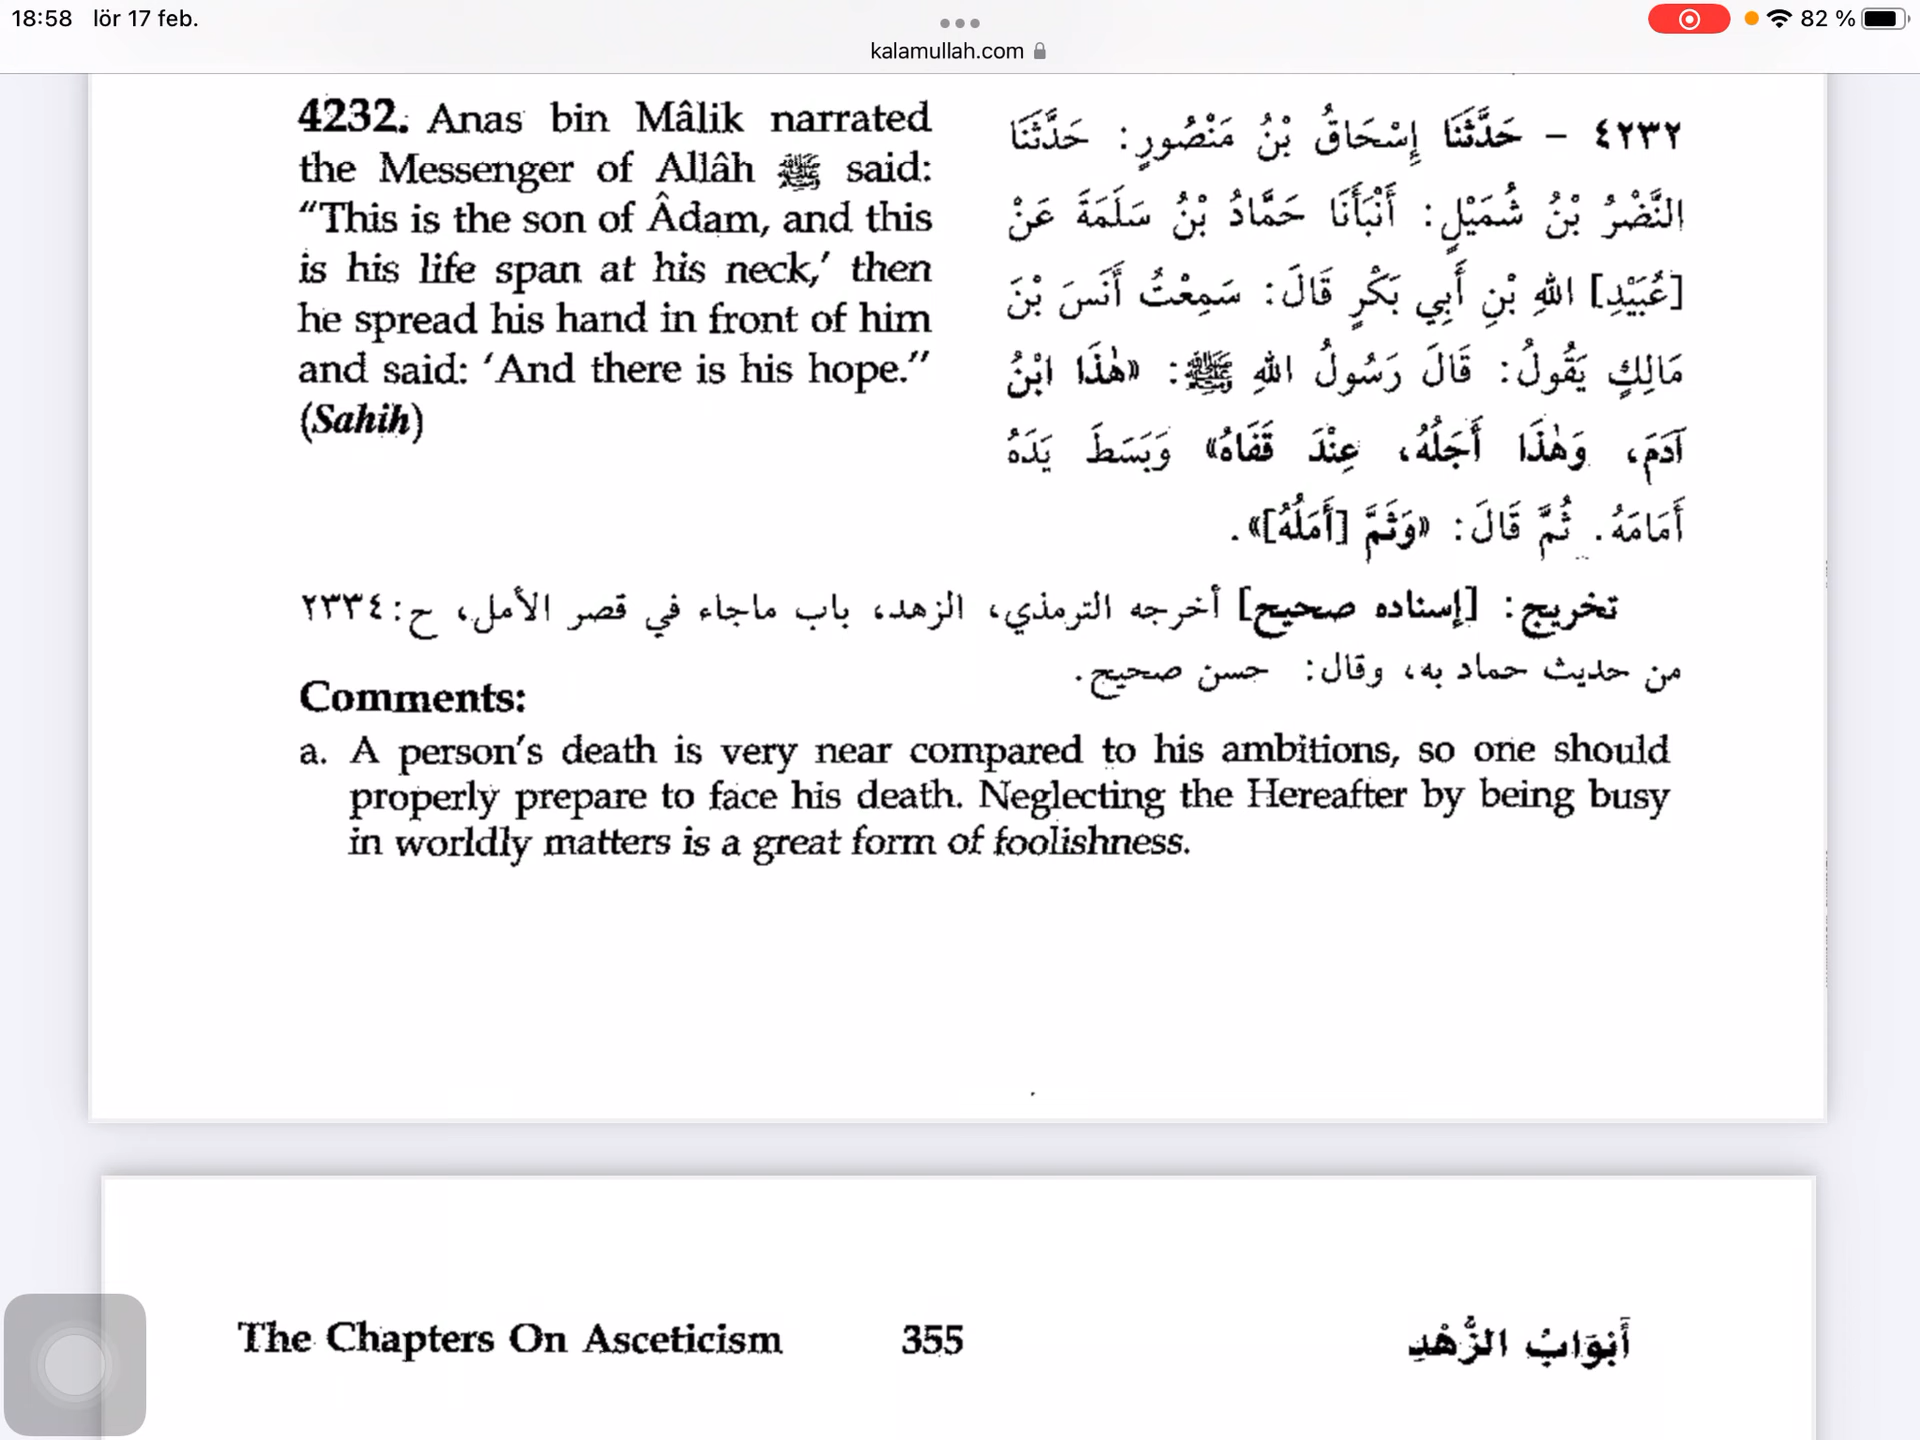 18:58 lör 17 feb.
82 %
kalamullah.com
4232. Anas bin Mâlik narrated
the Messenger of Allâh ﷺ said:
“This is the son of Âdam, and this
is his life span at his neck,’ then
he spread his hand in front of him
and said: ‘And there is his hope.”
(Sahih)
٤٢٣٢ – حَدَّثَنَا إِسْحَاقُ بْنُ مَنْصُورٍ: حَدَّثَنَا
النَّضْرُ بْنُ شُمَيْلٍ: أَنْبَأَنَا حَمَّادُ بْنُ سَلَمَةَ عَنْ
[عُبَيْدِ] اللهِ بْنِ أَبِي بَكْرٍ قَالَ: سَمِعْتُ أَنَسَ بْنَ
مَالِكٍ يَقُولُ: قَالَ رَسُولُ اللهِ ﷺ: «هٰذَا ابْنُ
آدَمَ، وَهٰذَا أَجَلُهُ، عِنْدَ قَفَاهُ» وَبَسَطَ يَدَهُ
أَمَامَهُ. ثُمَّ قَالَ: «وَثَمَّ [أَمَلُهُ]».
تخريج: [إسناده صحيح] أخرجه الترمذي، الزهد، باب ماجاء في قصر الأمل، ح:٢٣٣٤
من حديث حماد به، وقال: حسن صحيح.
Comments:
a. A person’s death is very near compared to his ambitions, so one should
properly prepare to face his death. Neglecting the Hereafter by being busy
in worldly matters is a great form of foolishness.
The Chapters On Asceticism 355 أَبْوَابُ الزُّهْدِ